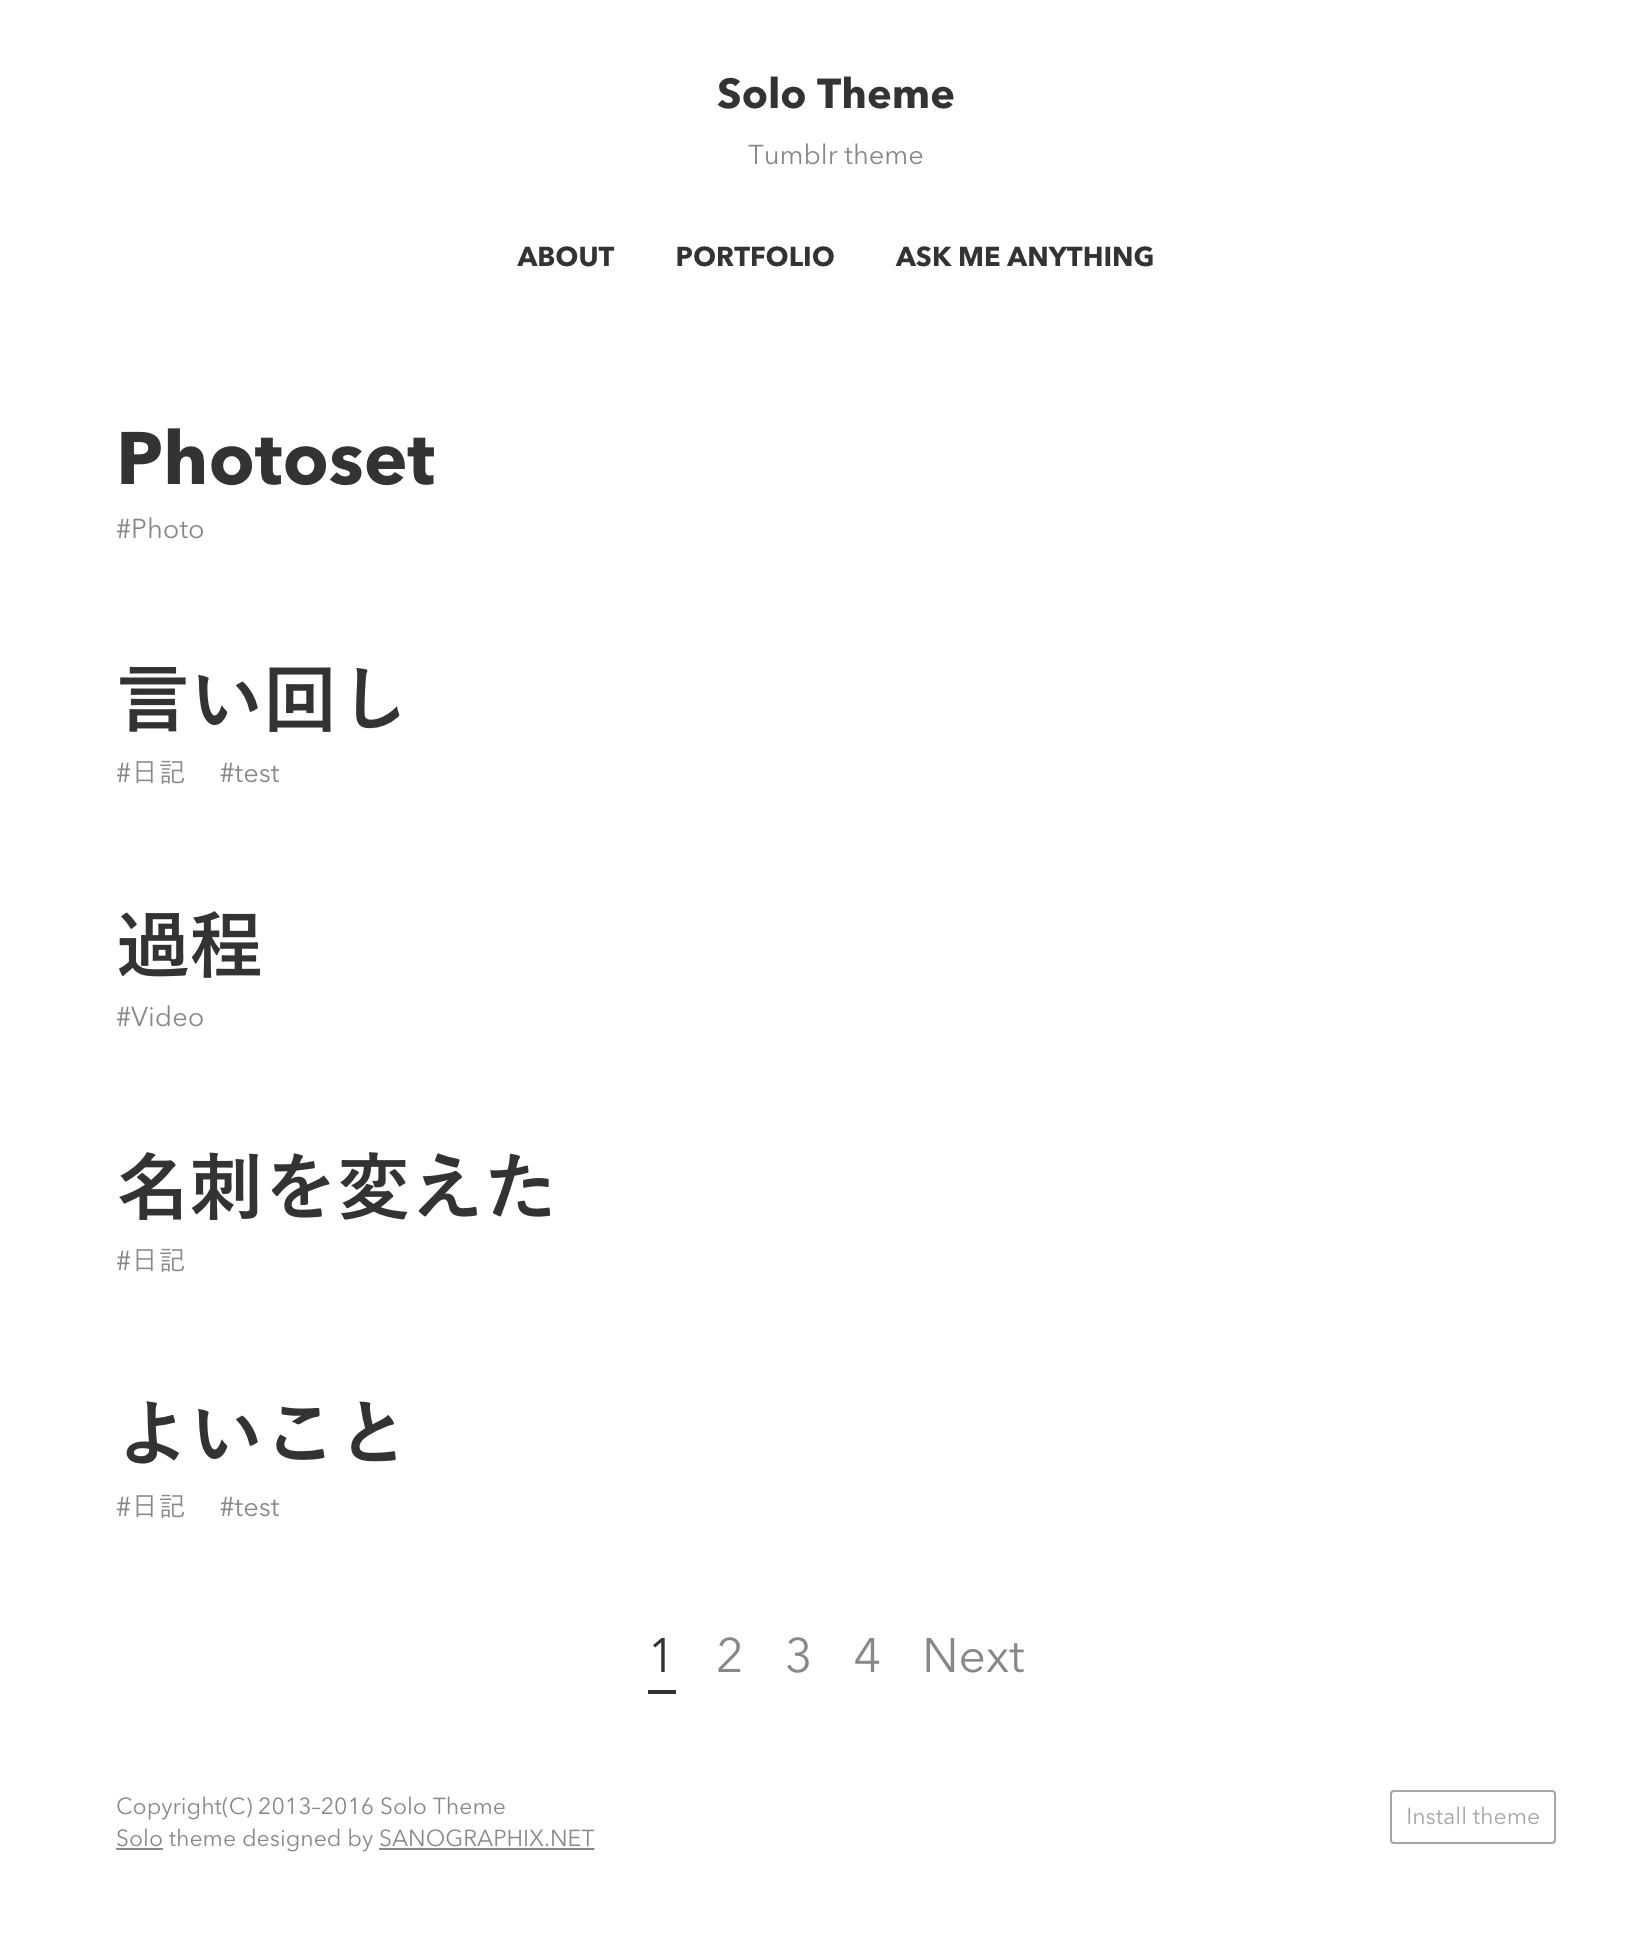 Solo Theme
Tumblr theme
ABOUT PORTFOLIO ASK ME ANYTHING
Photoset
#Photo
言い回し
#日記 #test
過程
#Video
名刺を変えた
#日記
よいこと
#日記 #test
1 2 3 4 Next
Copyright(C) 2013–2016 Solo Theme
Solo theme designed by SANOGRAPHIX.NET
Install theme